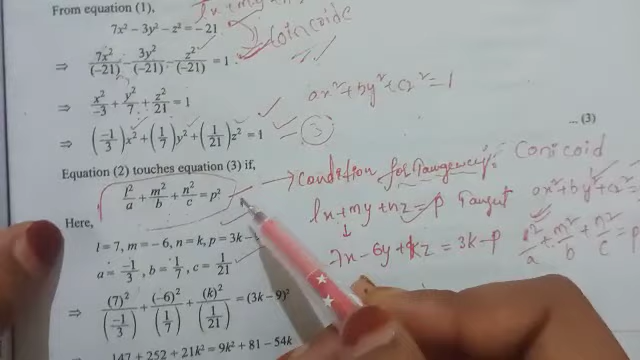 From equation (1),
7x² − 3y² − z² = − 21
lx+my+
Coincide
⇒ 7x²/(−21) − 3y²/(−21) − z²/(−21) = 1
⇒ x²/−3 + y²/7 + z²/21 = 1
ax²+by²+cz²=1
⇒ (−1/3)x² + (1/7)y² + (1/21)z² = 1 — (3)
... (3)
Equation (2) touches equation (3) if,
l²/a + m²/b + n²/c = p²
→ Condition for Tangency:
Conicoid
Here,
lx+my+nz=p Tangent
ax²+by²+cz²=
l = 7, m = −6, n = k, p = 3k −
7x−6y+kz = 3k−p
l²/a + m²/b + n²/c = p
a = −1/3, b = 1/7, c = 1/21
⇒ (7)²/(−1/3) + (−6)²/(1/7) + (k)²/(1/21) = (3k − 9)²
147 + 252 + 21k² = 9k² + 81 − 54k